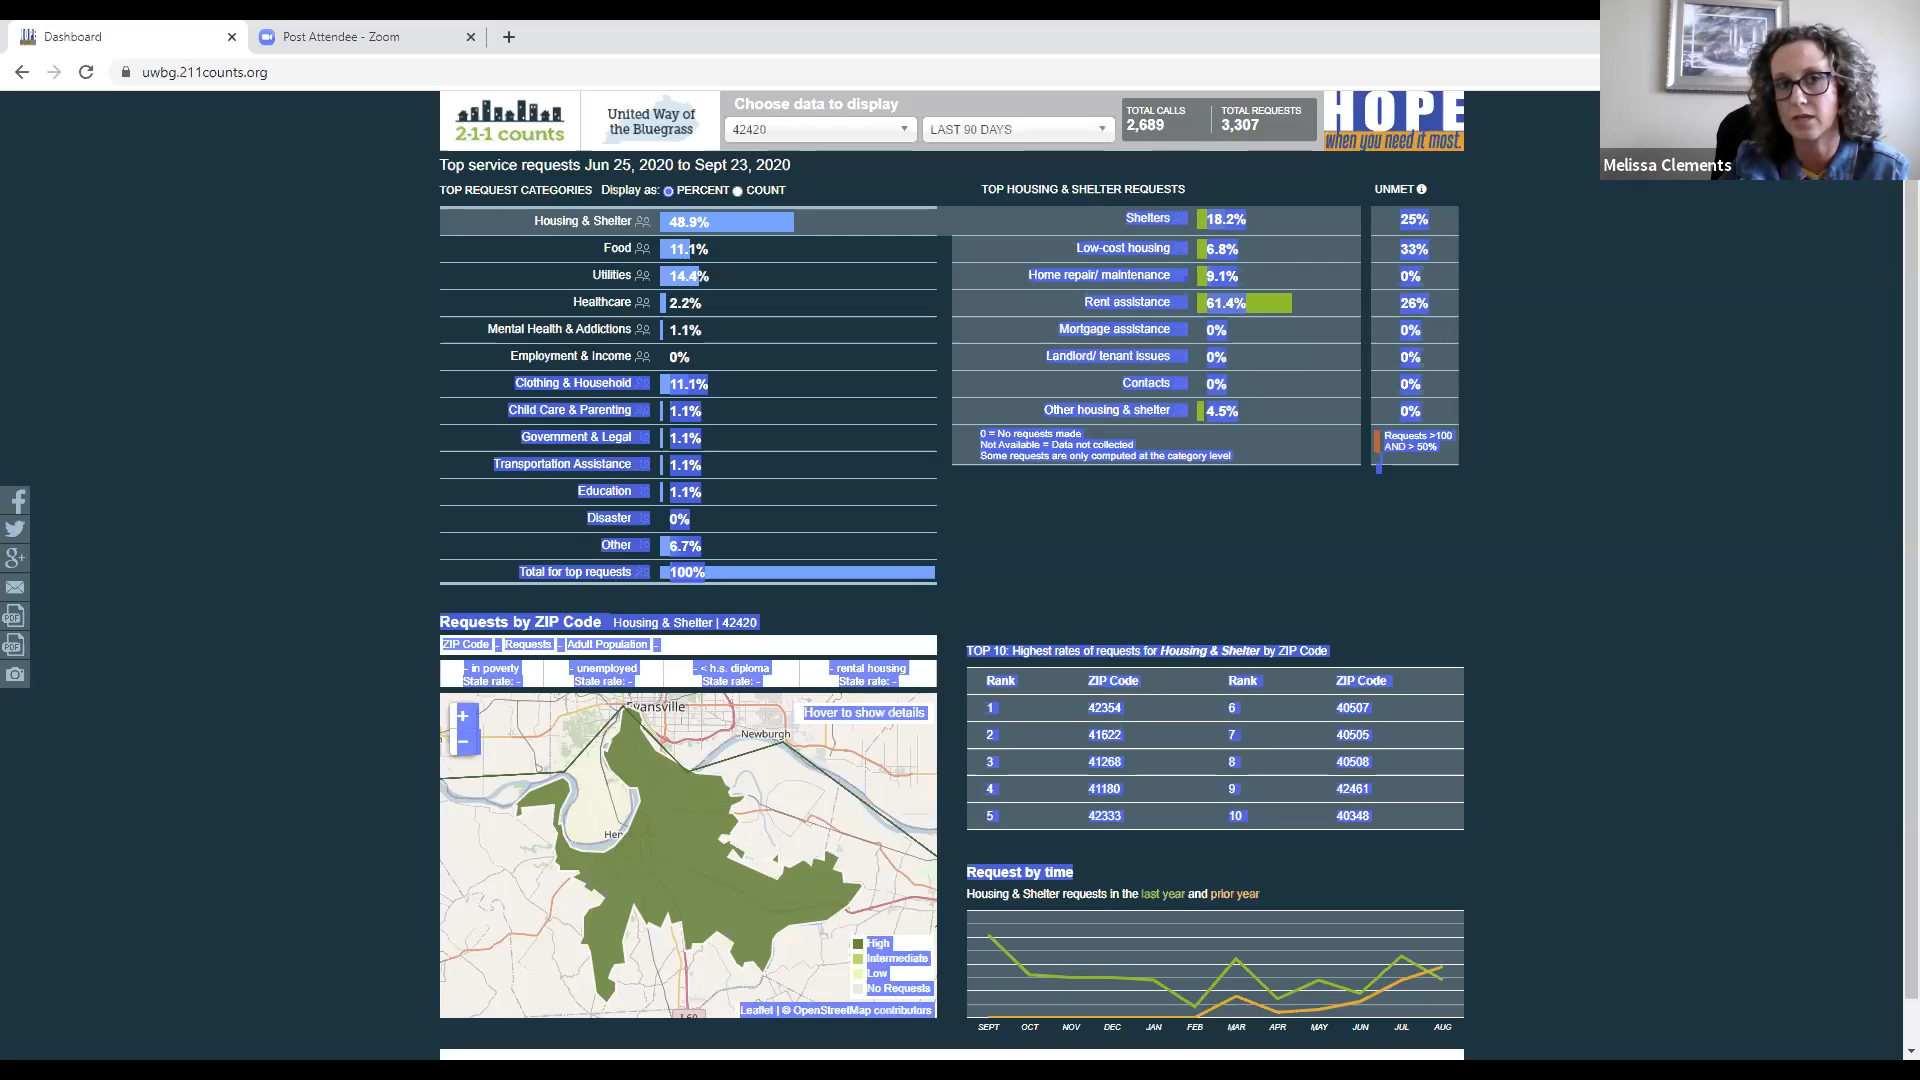 Dashboard
Post Attendee - Zoom
uwbg.211counts.org
2-1-1 counts
United Way of
the Bluegrass
Choose data to display
42420
LAST 90 DAYS
TOTAL CALLS
2,689
TOTAL REQUESTS
3,307
HOPE
when you need it most.
Melissa Clements
Top service requests Jun 25, 2020 to Sept 23, 2020
TOP REQUEST CATEGORIES Display as: PERCENT COUNT
Housing & Shelter 48.9%
Food 11.1%
Utilities 14.4%
Healthcare 2.2%
Mental Health & Addictions 1.1%
Employment & Income 0%
Clothing & Household 11.1%
Child Care & Parenting 1.1%
Government & Legal 1.1%
Transportation Assistance 1.1%
Education 1.1%
Disaster 0%
Other 6.7%
Total for top requests 100%
TOP HOUSING & SHELTER REQUESTS UNMET
Shelters 18.2% 25%
Low-cost housing 6.8% 33%
Home repair/ maintenance 9.1% 0%
Rent assistance 61.4% 26%
Mortgage assistance 0% 0%
Landlord/ tenant issues 0% 0%
Contacts 0% 0%
Other housing & shelter 4.5% 0%
0 = No requests made
Not Available = Data not collected
Some requests are only computed at the category level
Requests >100
AND > 50%
Requests by ZIP Code Housing & Shelter | 42420
ZIP Code - Requests - Adult Population -
- in poverty
State rate: -
- unemployed
State rate: -
- < h.s. diploma
State rate: -
- rental housing
State rate: -
+
−
Evansville
Hover to show details
Newburgh
High
Intermediate
Low
No Requests
Leaflet | © OpenStreetMap contributors
TOP 10: Highest rates of requests for Housing & Shelter by ZIP Code
Rank ZIP Code Rank ZIP Code
1 42354 6 40507
2 41622 7 40505
3 41268 8 40508
4 41180 9 42461
5 42333 10 40348
Request by time
Housing & Shelter requests in the last year and prior year
SEPT OCT NOV DEC JAN FEB MAR APR MAY JUN JUL AUG